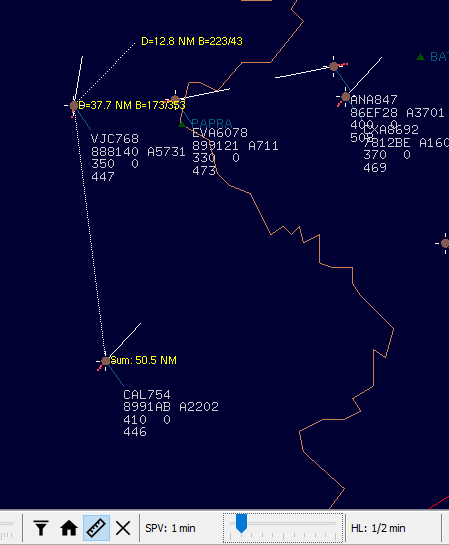 D=12.8 NM B=223/43
BAT
D=37.7 NM B=173/353
PAPRA
VJC768
888140 A5731
350 0
447
EVA6078
899121 A711
330 0
473
ANA847
86EF28 A3701
400 0
508
CXA8692
7812BE A160
370 0
469
Sum: 50.5 NM
CAL754
8991AB A2202
410 0
446
SPV: 1 min
HL: 1/2 min